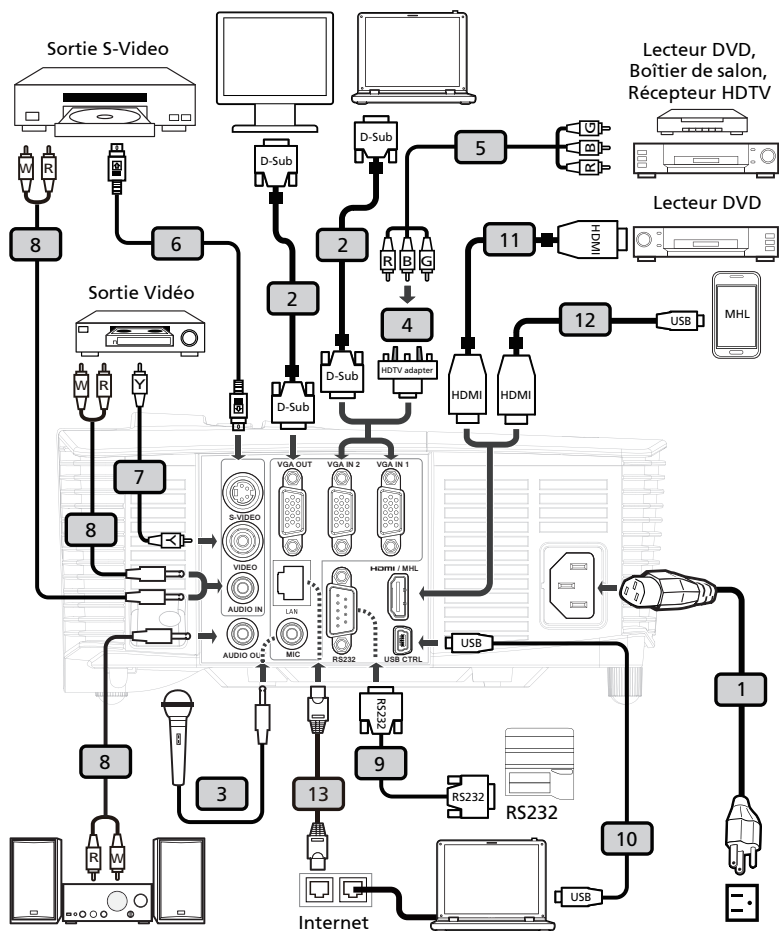 Sortie S-Video
Lecteur DVD,
Boîtier de salon,
Récepteur HDTV
D-Sub
D-Sub
G
B
R
5
W
R
8
6
2
2
R
B
G
11
HDMI
Lecteur DVD
Sortie Vidéo
4
12
USB
MHL
W
R
Y
D-Sub
HDTV adapter
D-Sub
HDMI
HDMI
7
8
VGA OUT
VGA IN 2
VGA IN 1
S-VIDEO
Y
VIDEO
HDMI / MHL
AUDIO IN
LAN
AUDIO OUT
MIC
RS232
USB CTRL
USB
1
RS232
8
3
13
9
RS232
RS232
10
R
W
USB
Internet